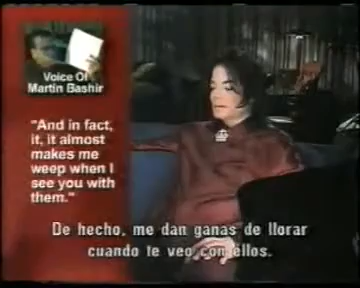 Voice Of
Martin Bashir
"And in fact,
it, it almost
makes me
weep when I
see you with
them."
De hecho, me dan ganas de llorar
cuando te veo con ellos.